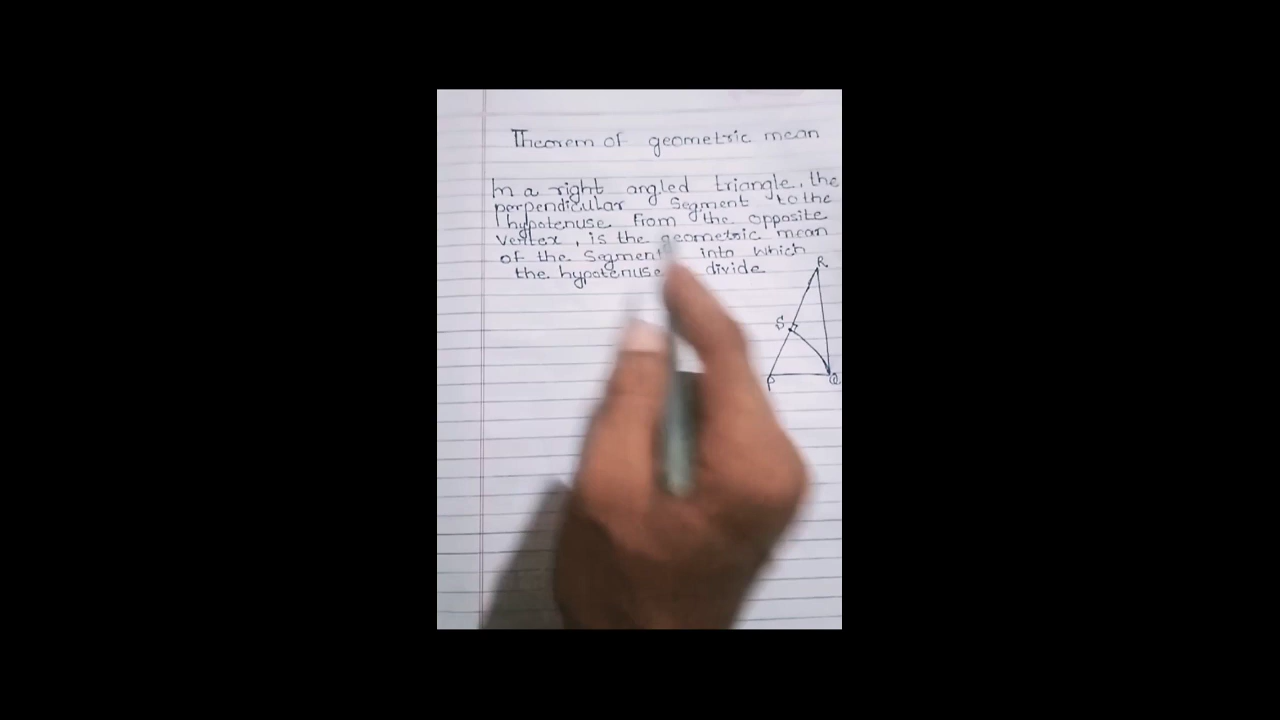 Theorem of geometric mean
In a right angled triangle, the
perpendicular Segment to the
hypotenuse from the opposite
vertex, is the geometric mean
of the Segment into which
the hypotenuse divide
R
S
P
Q